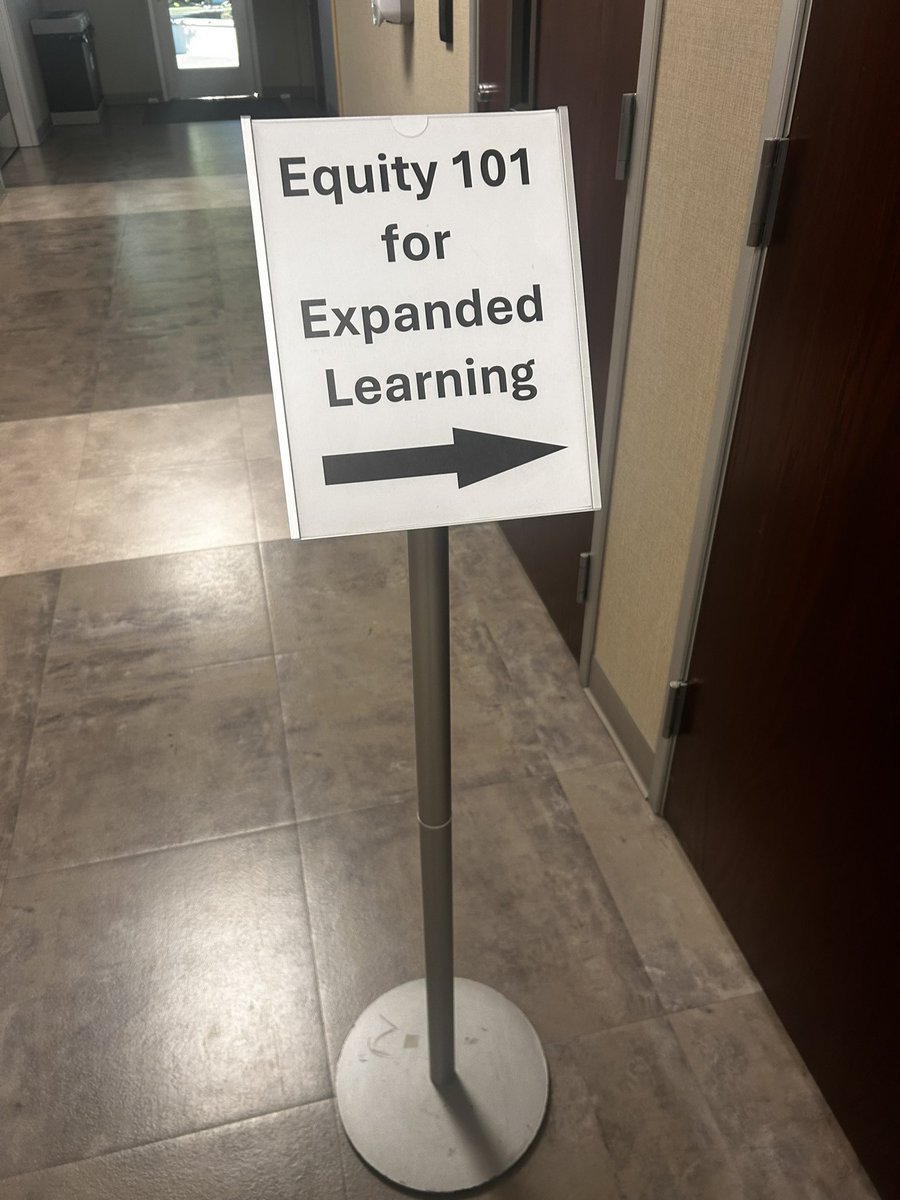 Equity 101
for
Expanded
Learning